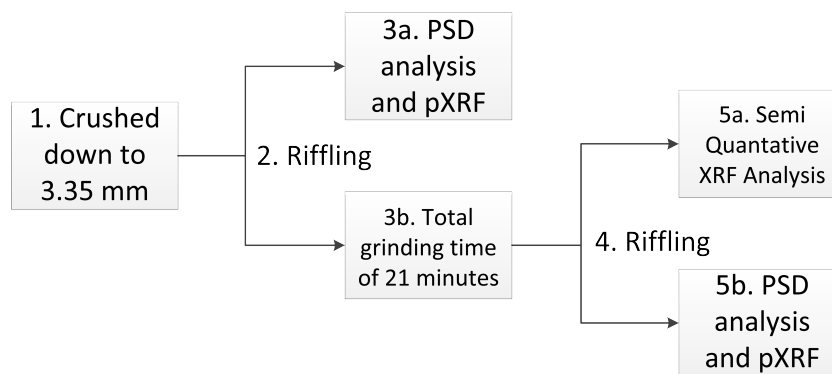 1. Crushed
down to
3.35 mm
2. Riffling
3a. PSD
analysis
and pXRF
3b. Total
grinding time
of 21 minutes
4. Riffling
5a. Semi
Quantative
XRF Analysis
5b. PSD
analysis
and pXRF